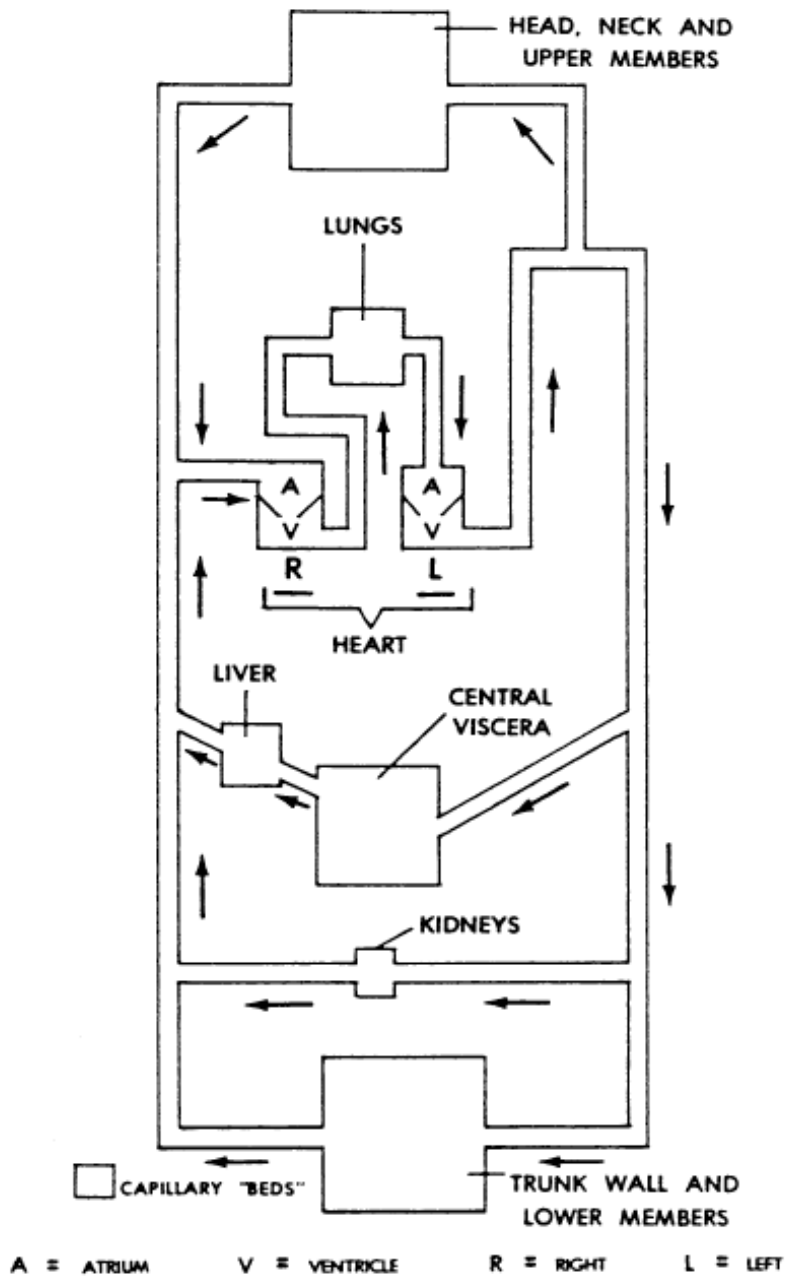 HEAD, NECK AND
UPPER MEMBERS
LUNGS
A
A
V
V
R
L
HEART
LIVER
CENTRAL
VISCERA
KIDNEYS
CAPILLARY "BEDS"
TRUNK WALL AND
LOWER MEMBERS
A = ATRIUM V = VENTRICLE R = RIGHT L = LEFT